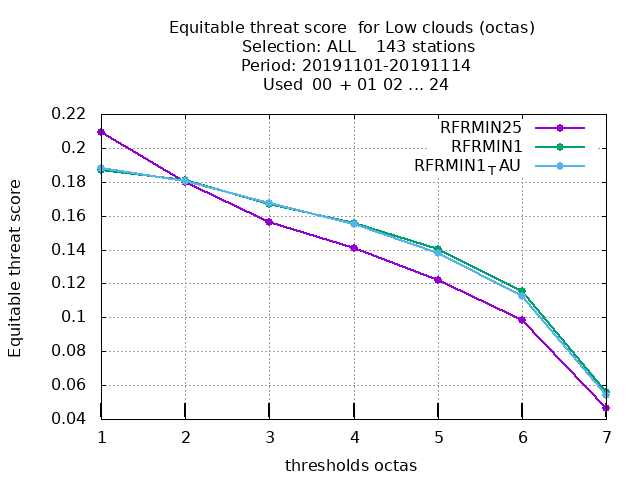 Equitable threat score  for Low clouds (octas)
Selection: ALL    143 stations
Period: 20191101-20191114
Used  00 + 01 02 ... 24
RFRMIN25
RFRMIN1
RFRMIN1TAU
Equitable threat score
0.22
0.2
0.18
0.16
0.14
0.12
0.1
0.08
0.06
0.04
1 2 3 4 5 6 7
thresholds octas